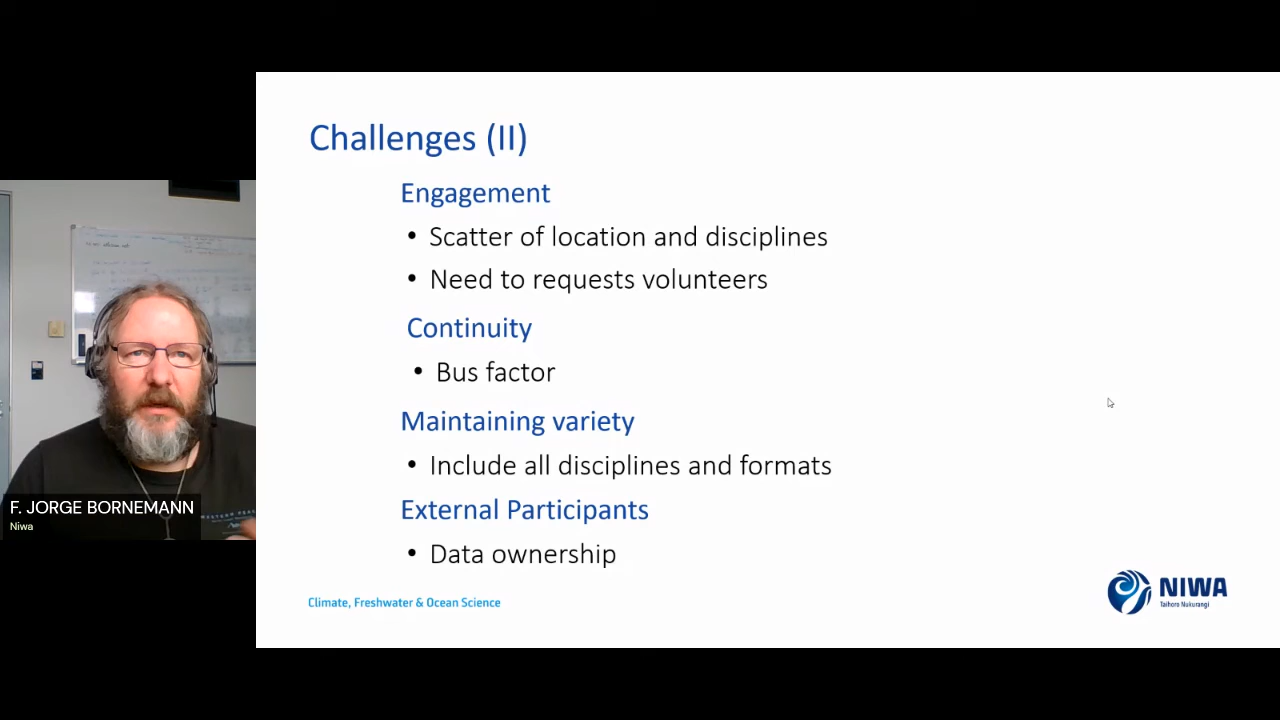 Challenges (II)
Engagement
• Scatter of location and disciplines
• Need to requests volunteers
Continuity
• Bus factor
Maintaining variety
• Include all disciplines and formats
External Participants
• Data ownership
Climate, Freshwater & Ocean Science
NIWA
Taihoro Nukurangi
F. JORGE BORNEMANN
Niwa